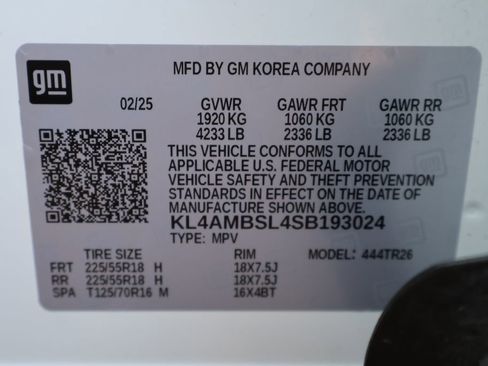 gm
MFD BY GM KOREA COMPANY
02/25 GVWR GAWR FRT GAWR RR
1920 KG 1060 KG 1060 KG
4233 LB 2336 LB 2336 LB
THIS VEHICLE CONFORMS TO ALL
APPLICABLE U.S. FEDERAL MOTOR
VEHICLE SAFETY AND THEFT PREVENTION
STANDARDS IN EFFECT ON THE DATE OF
MANUFACTURE SHOWN ABOVE.
KL4AMBSL4SB193024
TYPE: MPV MODEL: 444TR26
TIRE SIZE RIM
FRT 225/55R18 H 18X7.5J
RR 225/55R18 H 18X7.5J
SPA T125/70R16 M 16X4BT